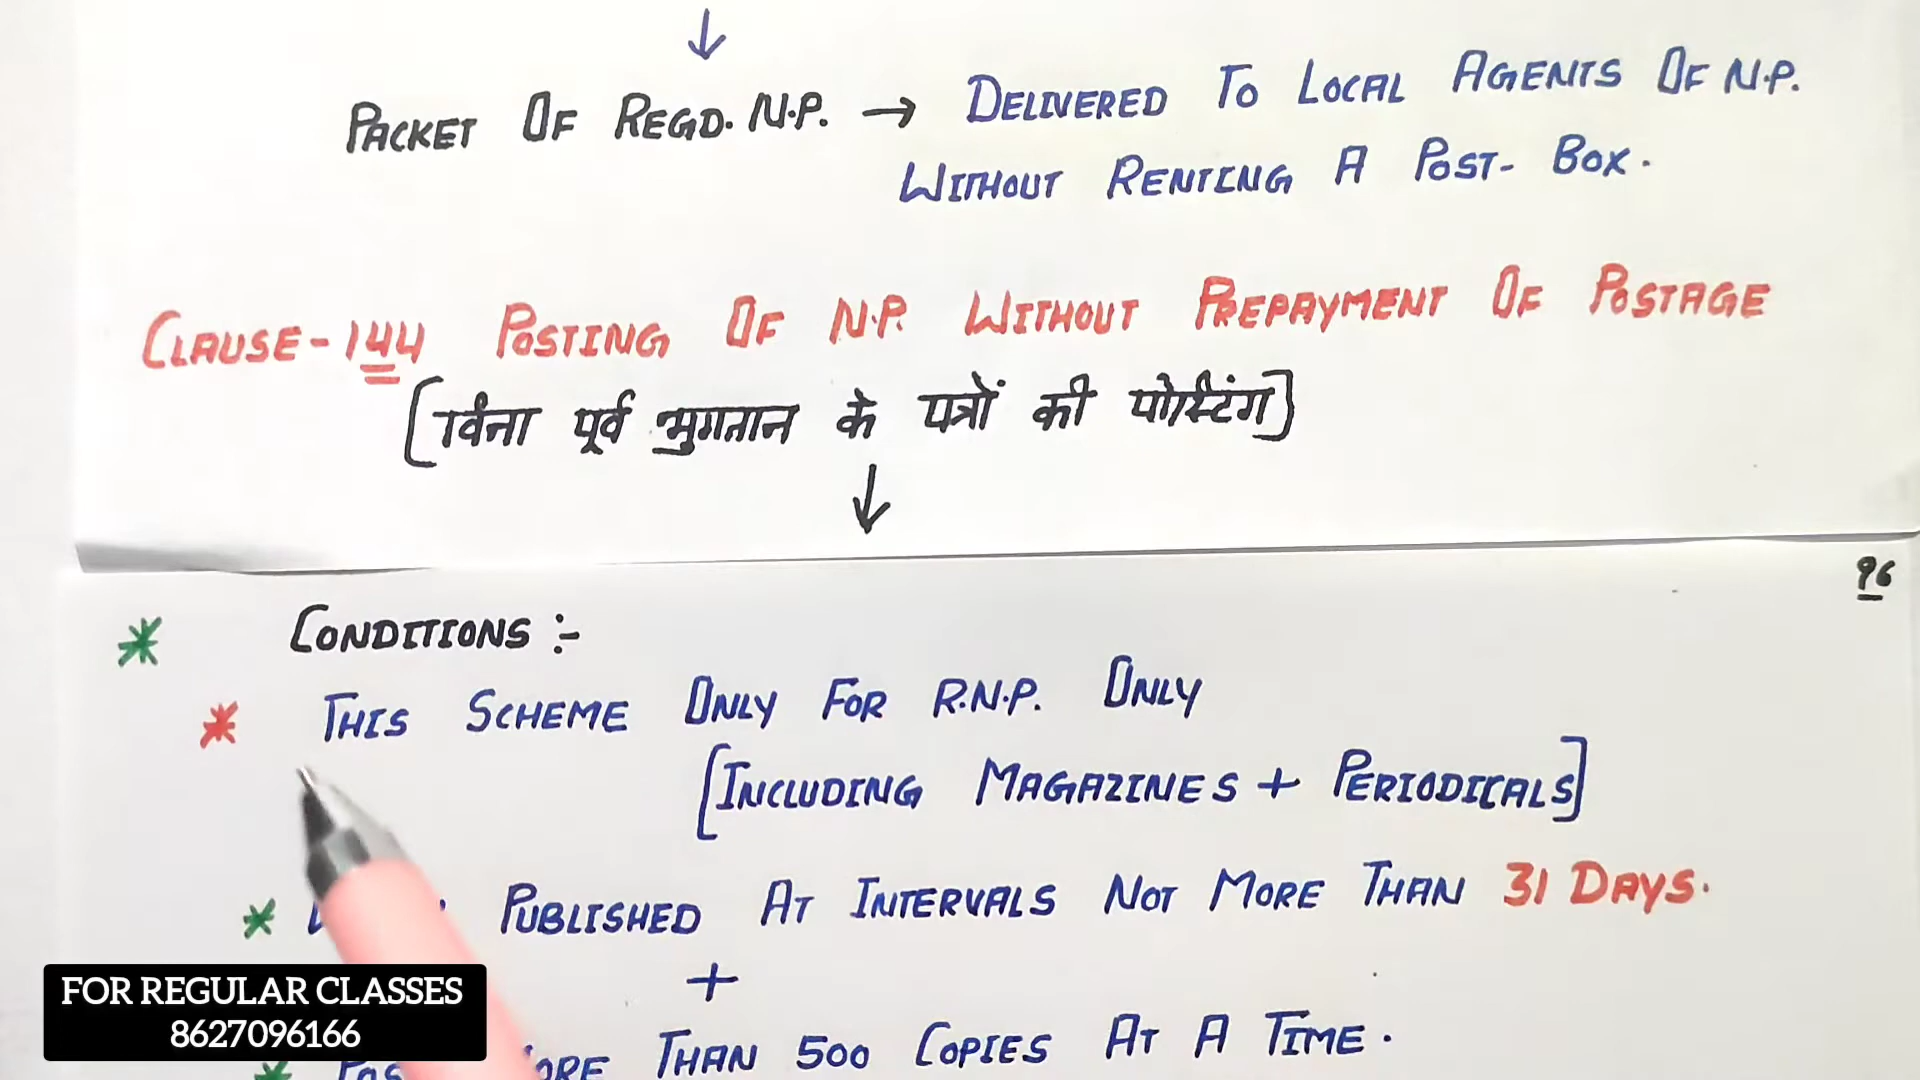 PACKET OF REGD. N.P. → DELIVERED TO LOCAL AGENTS OF N.P.
WITHOUT RENTING A POST- BOX.
CLAUSE-144 POSTING OF N.P. WITHOUT PREPAYMENT OF POSTAGE
[बिना पूर्व भुगतान के पत्रों की पोस्टिंग]
96
* CONDITIONS :-
* THIS SCHEME ONLY FOR R.N.P. ONLY
[INCLUDING MAGAZINES + PERIODICALS]
* PUBLISHED AT INTERVALS NOT MORE THAN 31 DAYS.
+
* THAN 500 COPIES AT A TIME.
FOR REGULAR CLASSES
8627096166